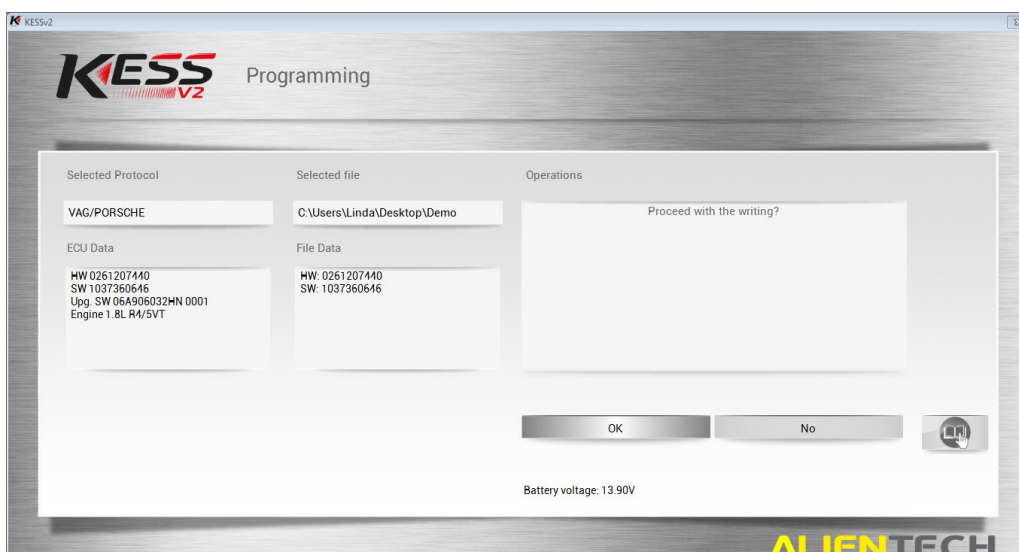 KESSv2
KESS
V2
Programming
Selected Protocol
Selected file
Operations
VAG/PORSCHE
C:\Users\Linda\Desktop\Demo
Proceed with the writing?
ECU Data
File Data
HW 0261207440
SW 1037360646
Upg. SW 06A906032HN 0001
Engine 1.8L R4/5VT
HW: 0261207440
SW: 1037360646
OK
No
Battery voltage: 13.90V
ALIENTECH